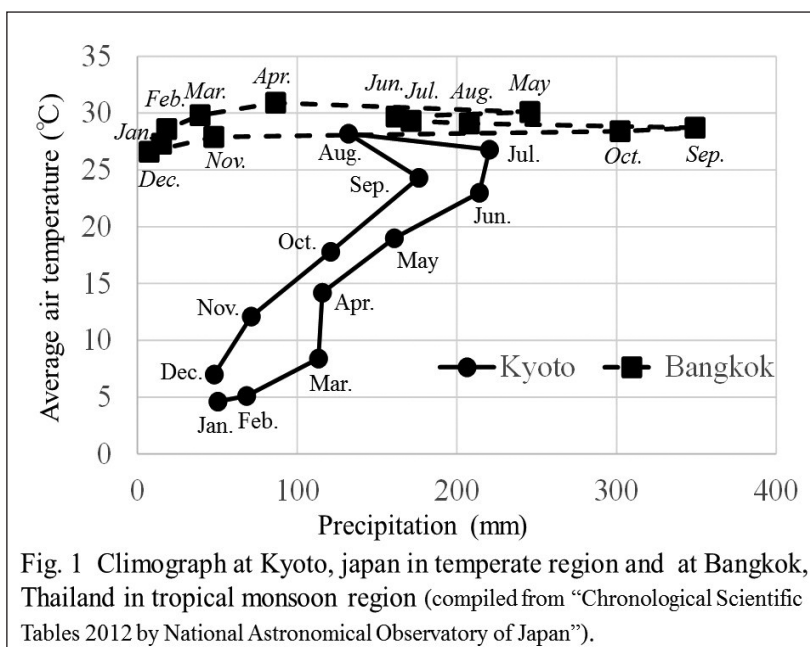 35
30
25
20
15
10
5
0
Average air temperature (℃)
Jan.
Feb.
Mar.
Apr.
Jun.
Jul.
Aug.
May
Dec.
Nov.
Oct.
Sep.
Aug.
Jul.
Sep.
Jun.
Oct.
May
Nov.
Apr.
Dec.
Mar.
Jan.
Feb.
Kyoto
Bangkok
0 100 200 300 400
Precipitation (mm)
Fig. 1 Climograph at Kyoto, japan in temperate region and at Bangkok,
Thailand in tropical monsoon region (compiled from “Chronological Scientific
Tables 2012 by National Astronomical Observatory of Japan”).